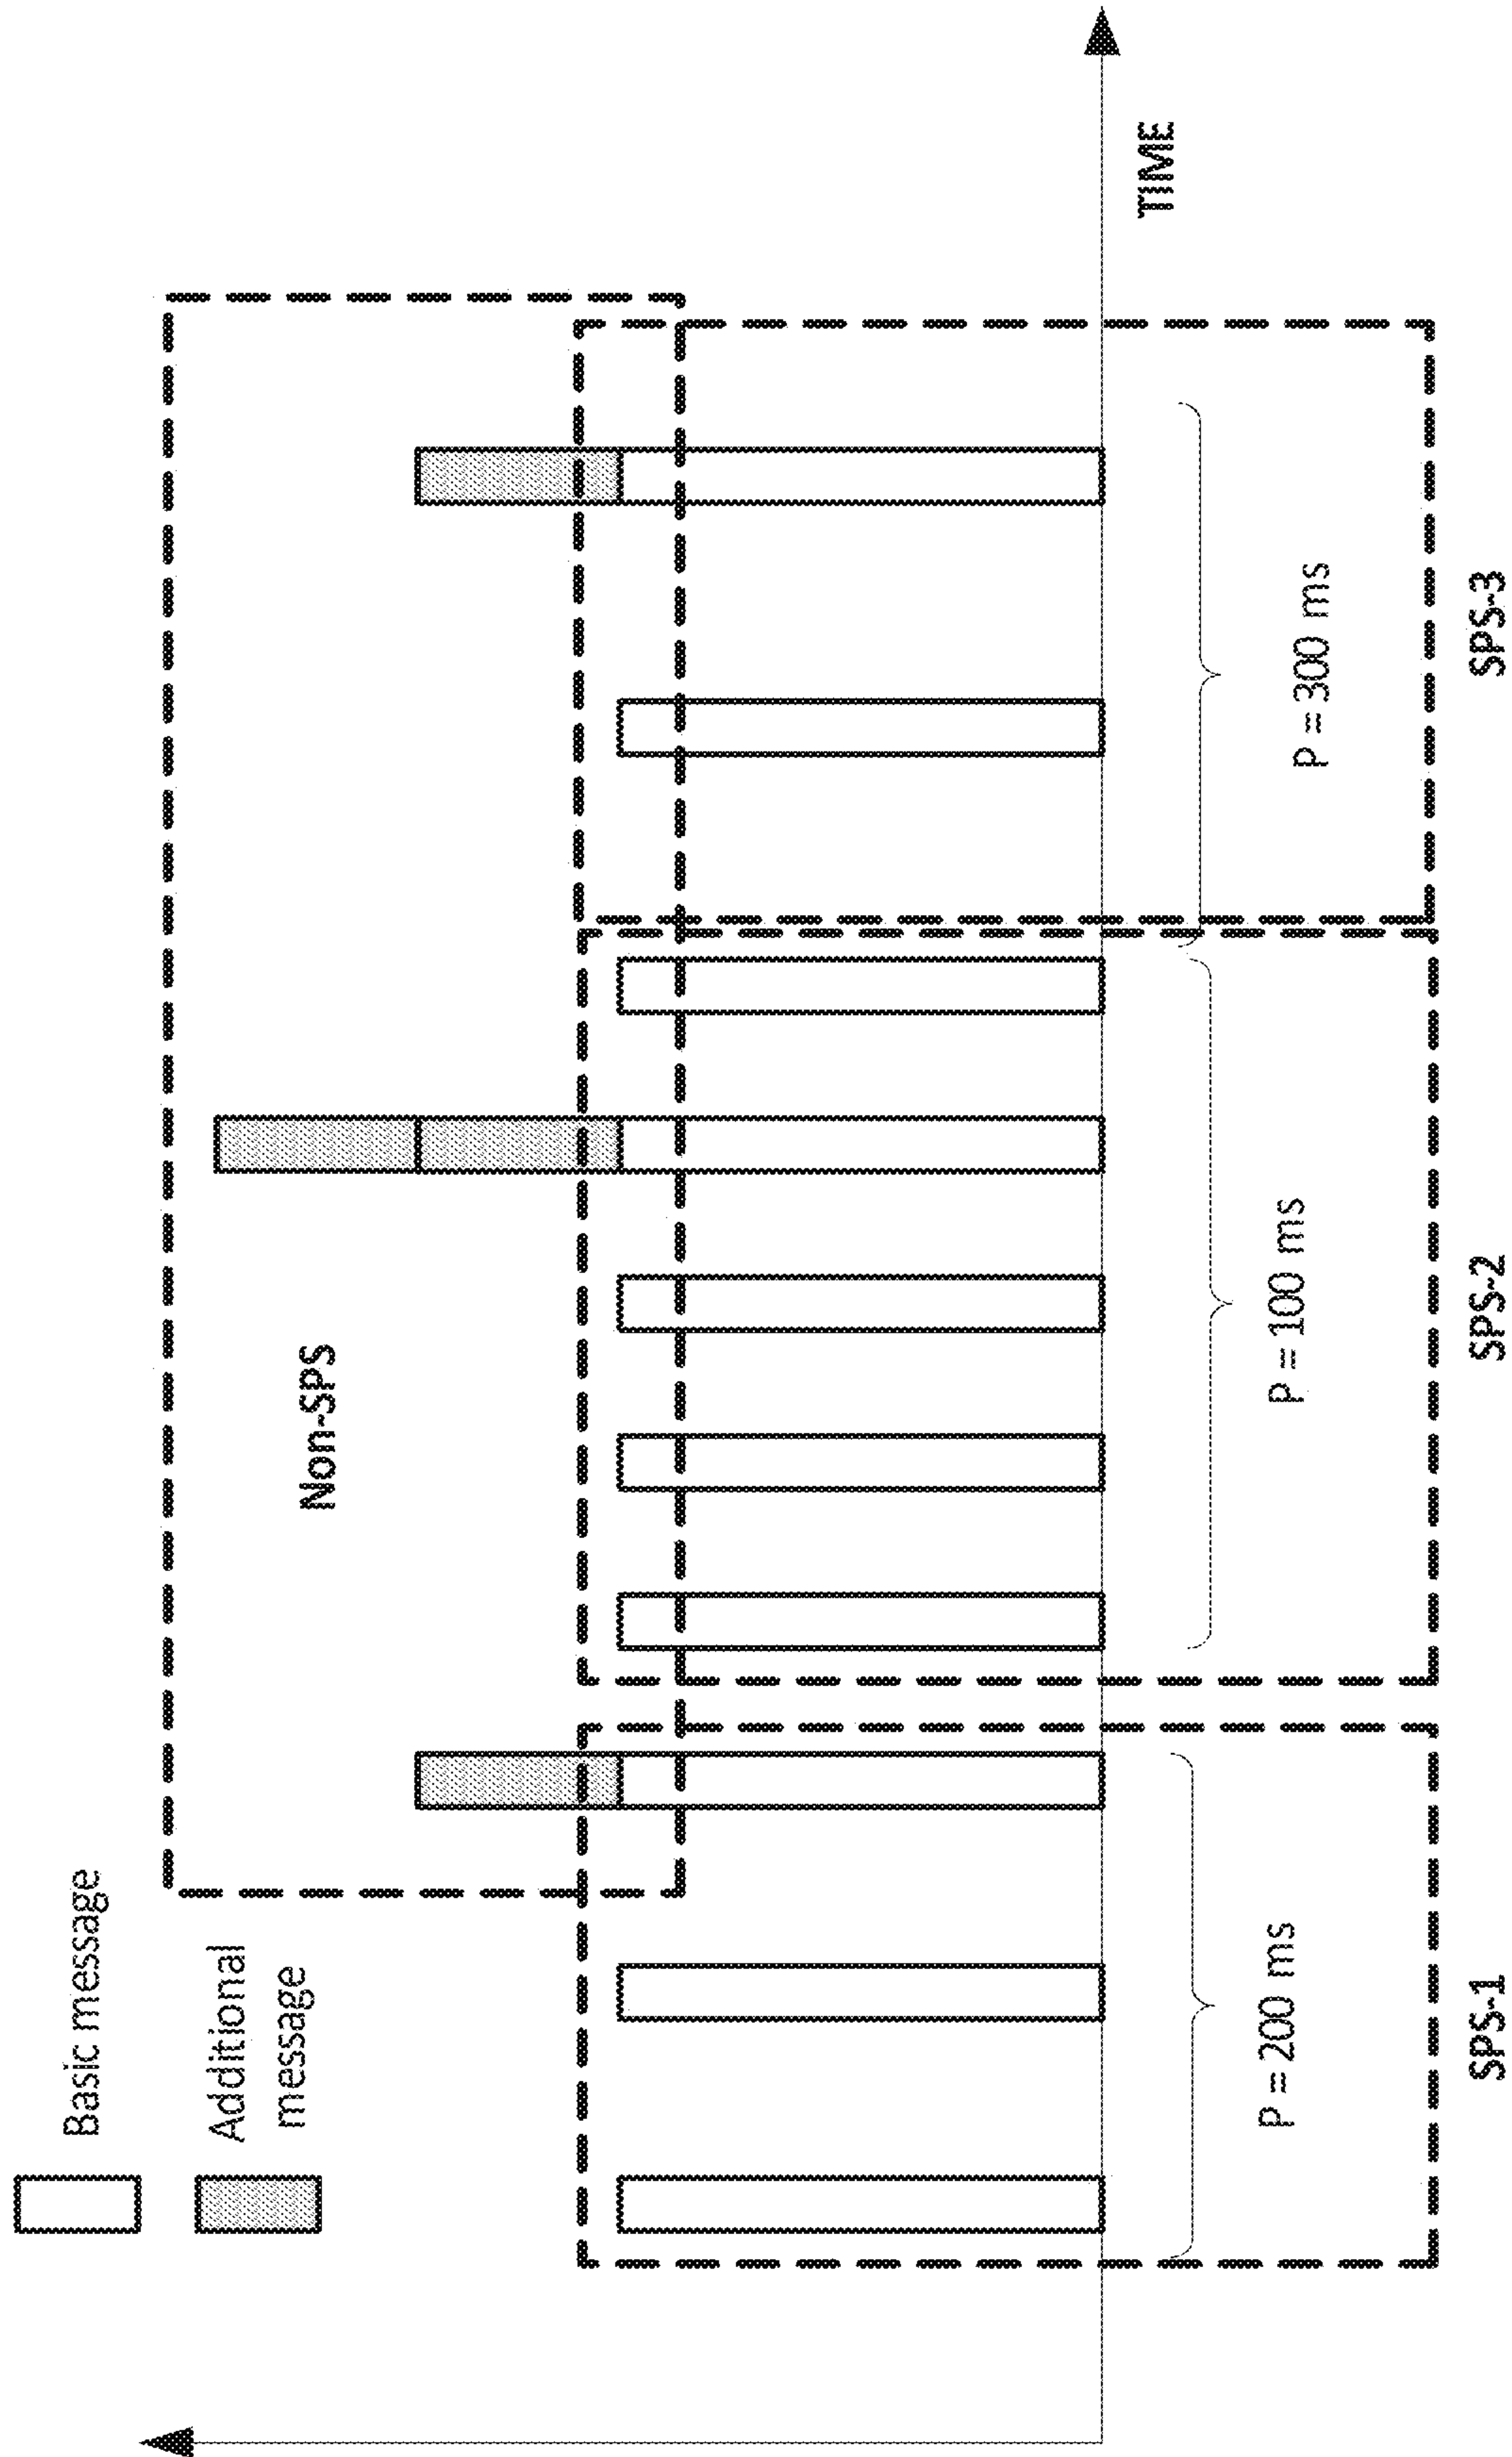 Basic message
Additional
message
Non-SPS
TIME
P = 200 ms
P = 100 ms
P = 300 ms
SPS-1
SPS-2
SPS-3